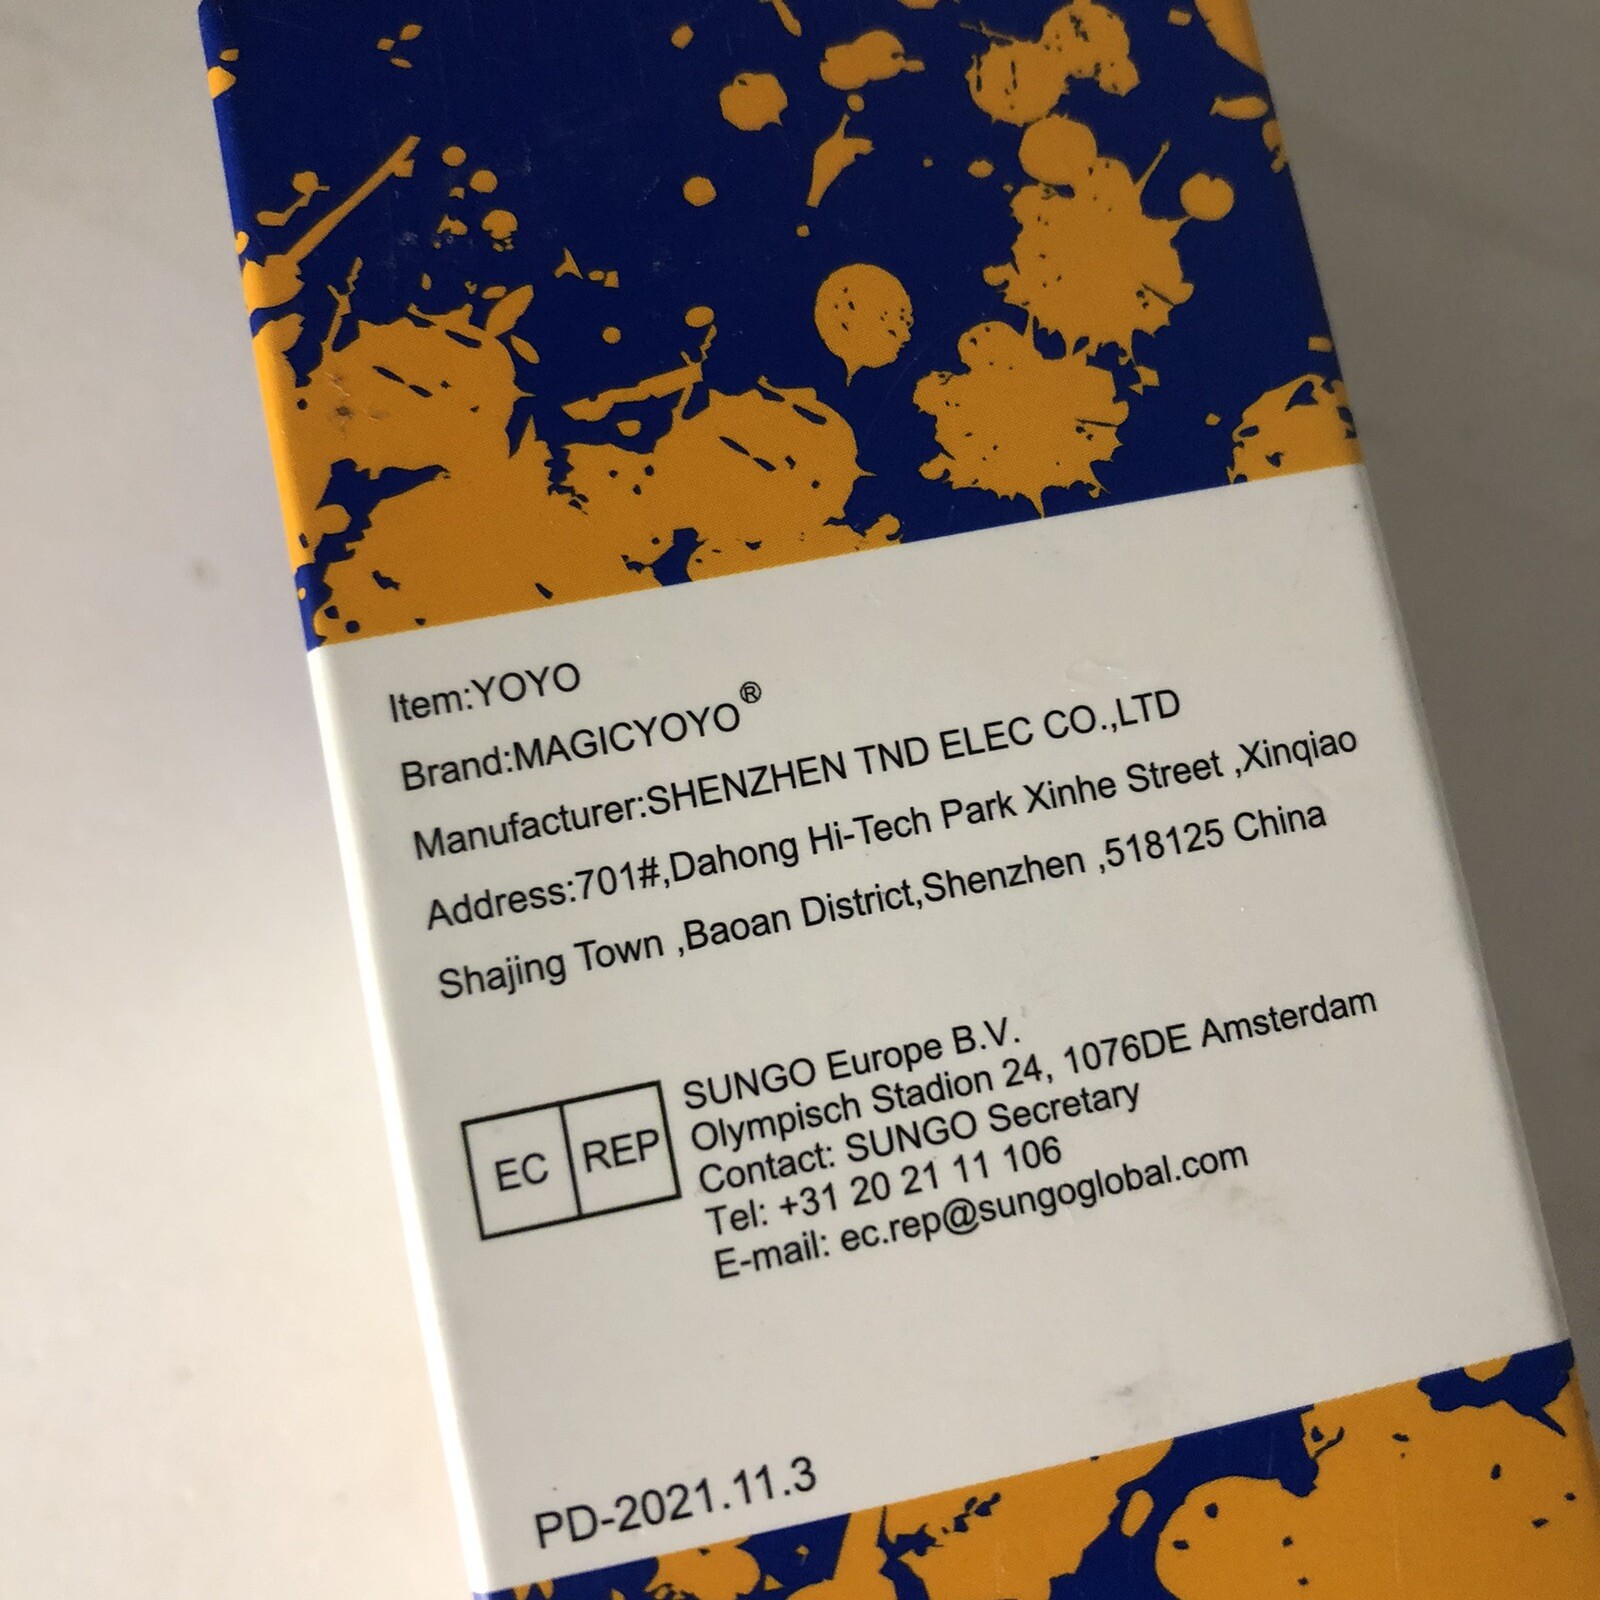 Item:YOYO
Brand:MAGICYOYO®
Manufacturer:SHENZHEN TND ELEC CO.,LTD
Address:701#,Dahong Hi-Tech Park Xinhe Street ,Xinqiao
Shajing Town ,Baoan District,Shenzhen ,518125 China
EC REP
SUNGO Europe B.V.
Olympisch Stadion 24, 1076DE Amsterdam
Contact: SUNGO Secretary
Tel: +31 20 21 11 106
E-mail: ec.rep@sungoglobal.com
PD-2021.11.3